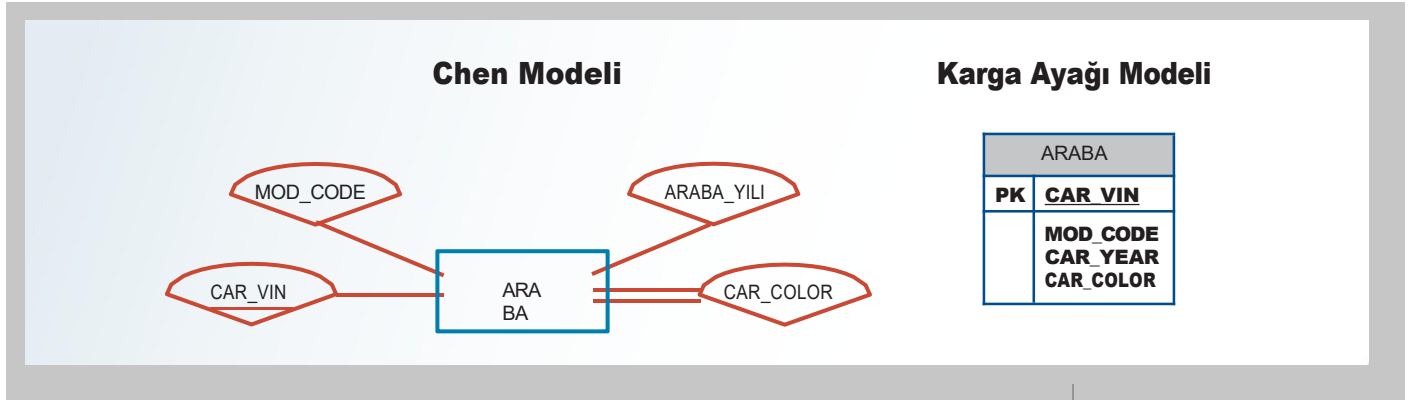 Chen Modeli
Karga Ayağı Modeli
MOD_CODE
ARABA_YILI
CAR_VIN
ARA
BA
CAR_COLOR
ARABA
PK CAR_VIN
MOD_CODE
CAR_YEAR
CAR_COLOR